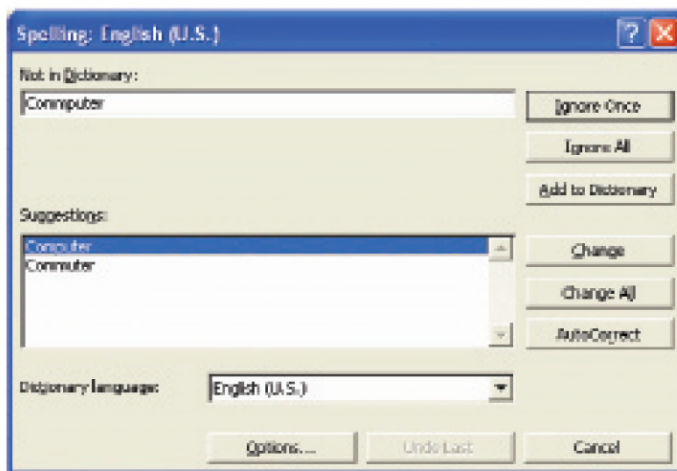 Spelling: English (U.S.)
Not in Dictionary:
Commputer
Ignore Once
Ignore All
Add to Dictionary
Suggestions:
Computer
Commuter
Change
Change All
AutoCorrect
Dictionary language:
English (U.S.)
Options...
Undo Last
Cancel